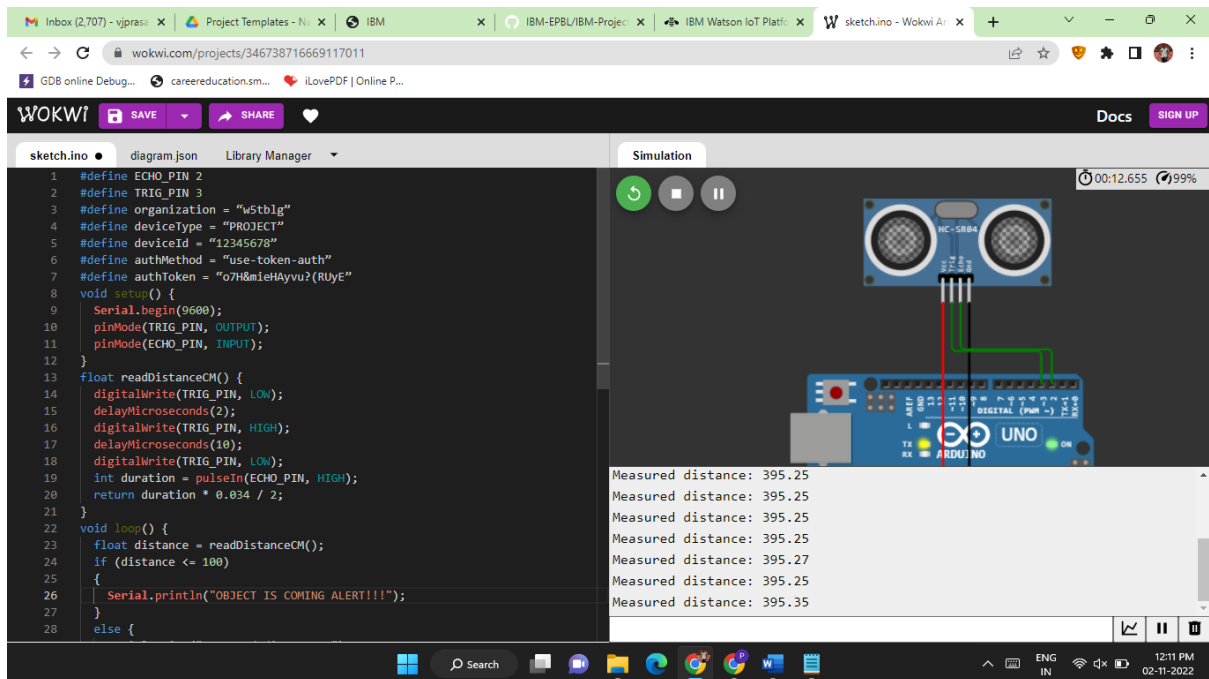 Inbox (2,707) - vjprasa
Project Templates - Na
IBM
IBM-EPBL/IBM-Project
IBM Watson IoT Platfo
sketch.ino - Wokwi Ar
wokwi.com/projects/346738716669117011
GDB online Debug...
careereducation.sm...
iLovePDF | Online P...
WOKWI
SAVE
SHARE
Docs
SIGN UP
sketch.ino ●
diagram.json
Library Manager
1 #define ECHO_PIN 2
2 #define TRIG_PIN 3
3 #define organization = “w5tblg”
4 #define deviceType = “PROJECT”
5 #define deviceId = “12345678”
6 #define authMethod = “use-token-auth”
7 #define authToken = “o7H&mieHAyvu?(RUyE”
8 void setup() {
9 Serial.begin(9600);
10 pinMode(TRIG_PIN, OUTPUT);
11 pinMode(ECHO_PIN, INPUT);
12 }
13 float readDistanceCM() {
14 digitalWrite(TRIG_PIN, LOW);
15 delayMicroseconds(2);
16 digitalWrite(TRIG_PIN, HIGH);
17 delayMicroseconds(10);
18 digitalWrite(TRIG_PIN, LOW);
19 int duration = pulseIn(ECHO_PIN, HIGH);
20 return duration * 0.034 / 2;
21 }
22 void loop() {
23 float distance = readDistanceCM();
24 if (distance <= 100)
25 {
26 Serial.println("OBJECT IS COMING ALERT!!!");
27 }
28 else {
Simulation
00:12.655 99%
HC-SR04
Vcc
Trig
Echo
Gnd
AREF
GND
13
12
~11
~10
~9
8
7
~6
~5
4
~3
2
TX→1
RX←0
DIGITAL (PWM ~)
L
TX
RX
UNO
ON
ARDUINO
Measured distance: 395.25
Measured distance: 395.25
Measured distance: 395.25
Measured distance: 395.25
Measured distance: 395.27
Measured distance: 395.25
Measured distance: 395.35
Search
ENG
IN
12:11 PM
02-11-2022